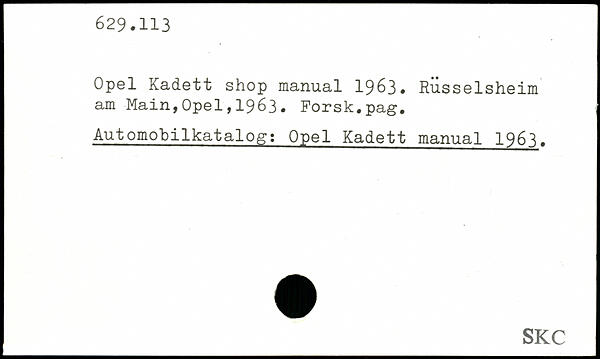 629.113
Opel Kadett shop manual 1963. Rüsselsheim
am Main,Opel,1963. Forsk.pag.
Automobilkatalog: Opel Kadett manual 1963.
SKC